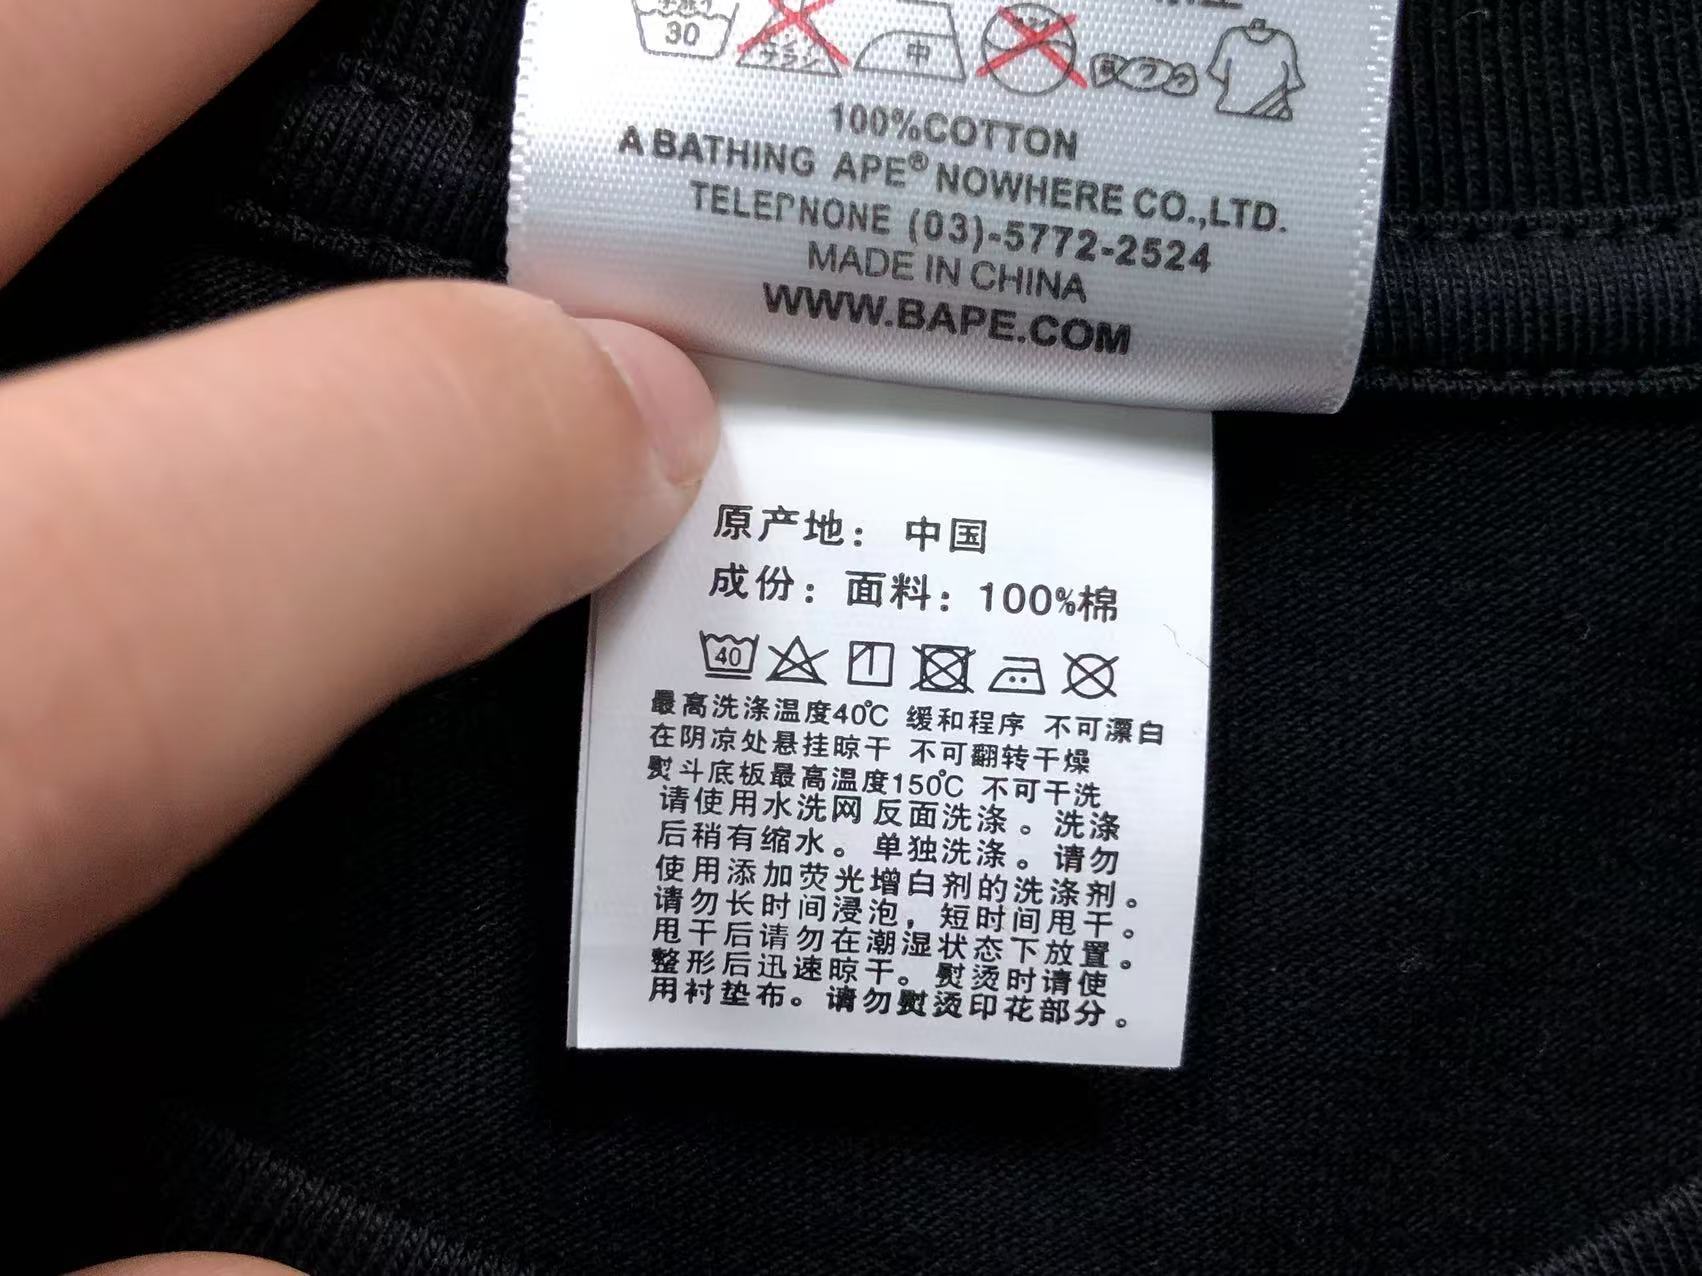 30
中
100%COTTON
A BATHING APE® NOWHERE CO.,LTD.
TELEPNONE (03)-5772-2524
MADE IN CHINA
WWW.BAPE.COM
原产地：中国
成份：面料：100%棉
40
最高洗涤温度40℃ 缓和程序 不可漂白
在阴凉处悬挂晾干 不可翻转干燥
熨斗底板最高温度150℃ 不可干洗
请使用水洗网反面洗涤。洗涤
后稍有缩水。单独洗涤。请勿
使用添加荧光增白剂的洗涤剂。
请勿长时间浸泡，短时间甩干。
甩干后请勿在潮湿状态下放置。
整形后迅速晾干。熨烫时请使
用衬垫布。请勿熨烫印花部分。